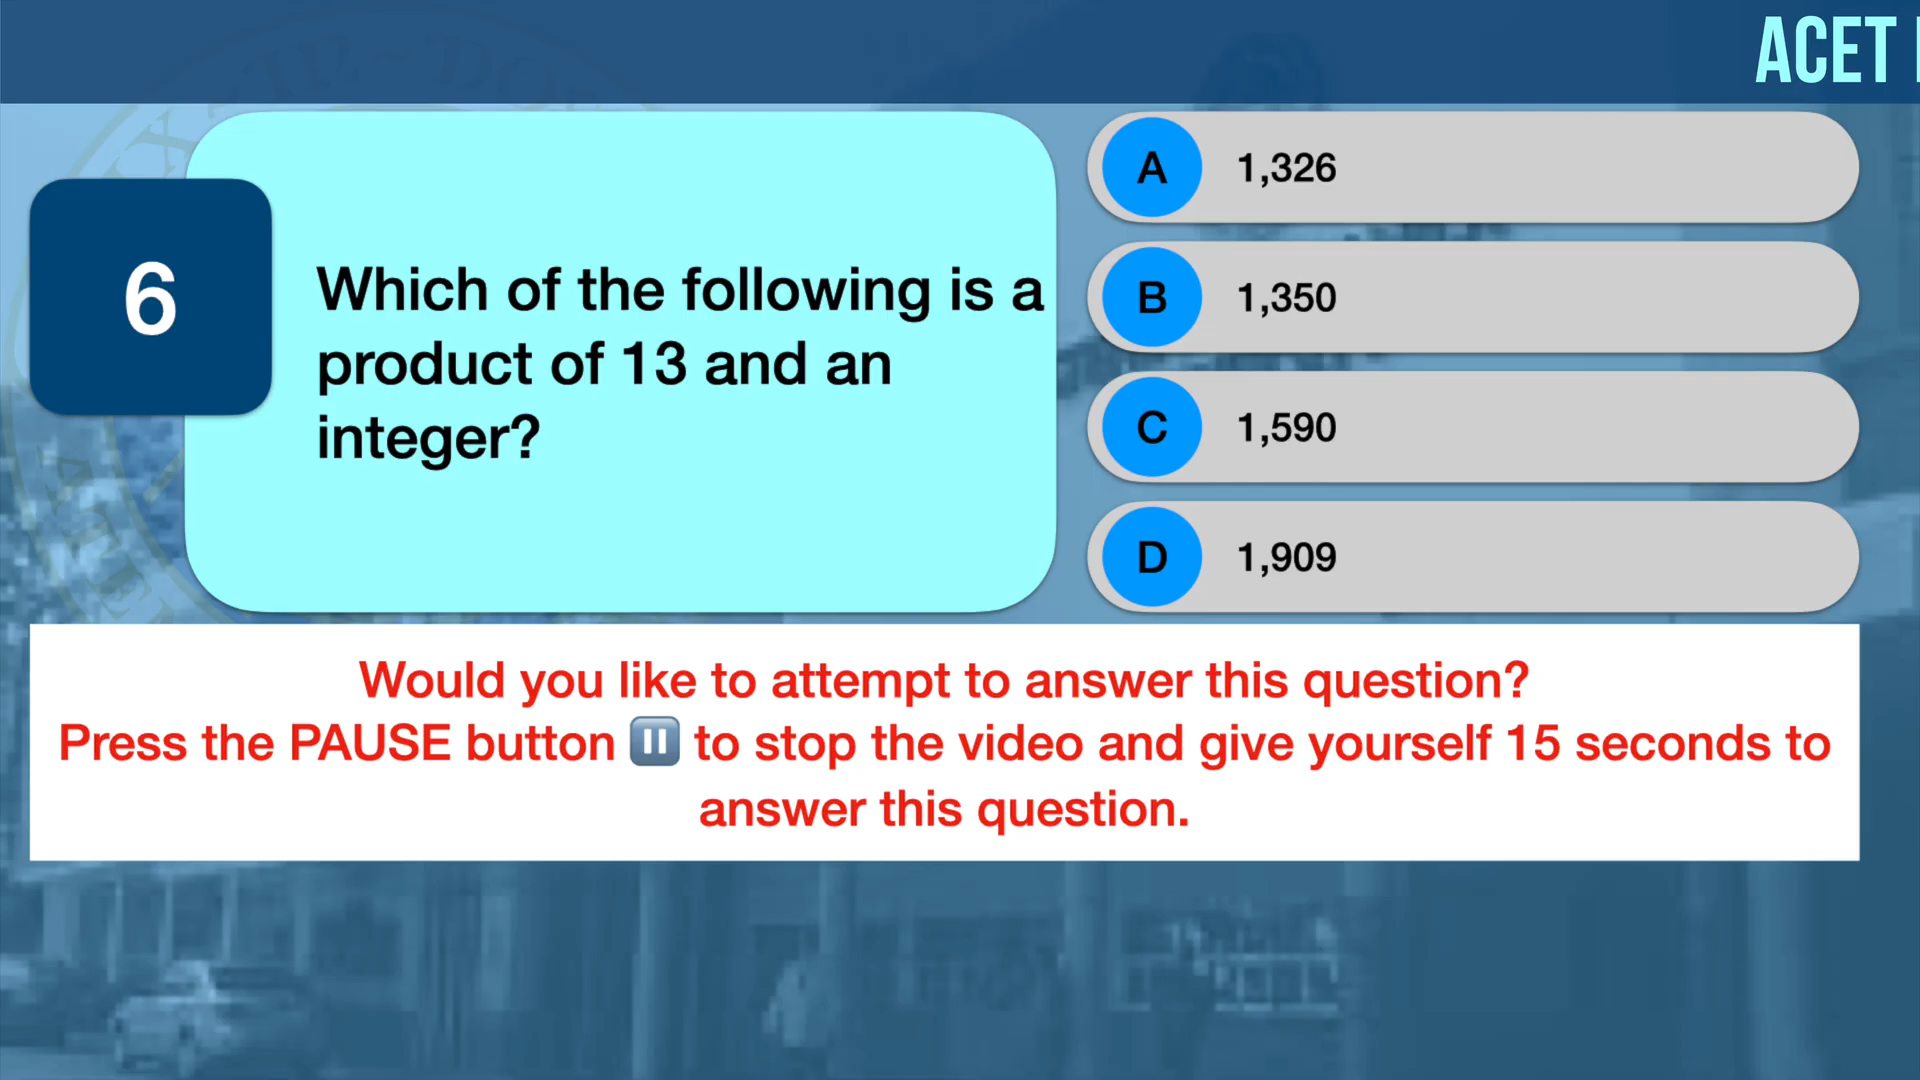 ACET
6
Which of the following is a
product of 13 and an
integer?
A 1,326
B 1,350
C 1,590
D 1,909
Would you like to attempt to answer this question?
Press the PAUSE button ⏸ to stop the video and give yourself 15 seconds to
answer this question.